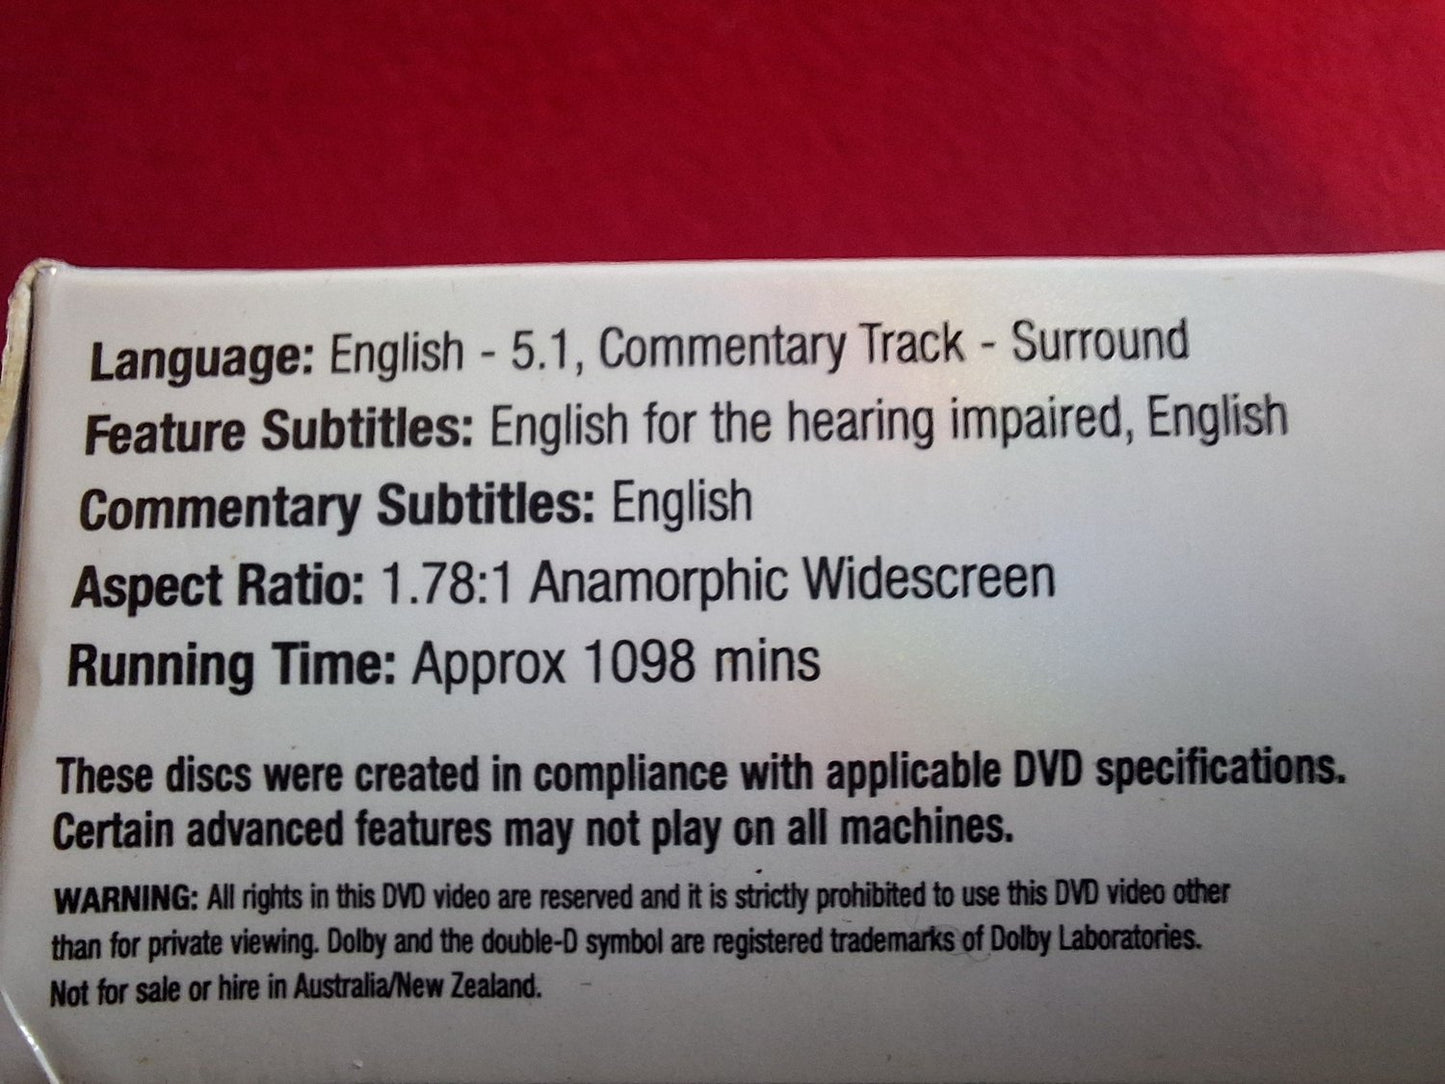 Language: English - 5.1, Commentary Track - Surround
Feature Subtitles: English for the hearing impaired, English
Commentary Subtitles: English
Aspect Ratio: 1.78:1 Anamorphic Widescreen
Running Time: Approx 1098 mins
These discs were created in compliance with applicable DVD specifications.
Certain advanced features may not play on all machines.
WARNING: All rights in this DVD video are reserved and it is strictly prohibited to use this DVD video other
than for private viewing. Dolby and the double-D symbol are registered trademarks of Dolby Laboratories.
Not for sale or hire in Australia/New Zealand.